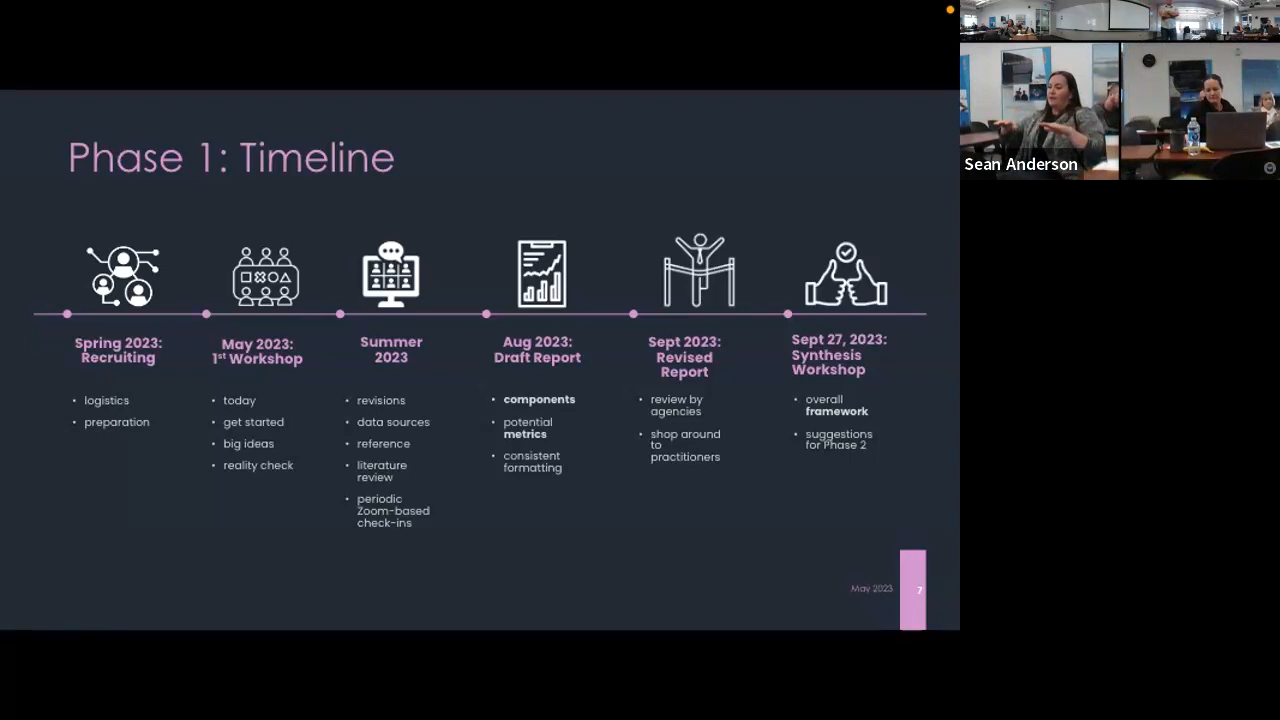 Phase 1: Timeline
Spring 2023:
Recruiting
• logistics
• preparation
May 2023:
1st Workshop
• today
• get started
• big ideas
• reality check
Summer
2023
• revisions
• data sources
• reference
• literature
review
• periodic
Zoom-based
check-ins
Aug 2023:
Draft Report
• components
• potential
metrics
• consistent
formatting
Sept 2023:
Revised
Report
• review by
agencies
• shop around
to
practitioners
Sept 27, 2023:
Synthesis
Workshop
• overall
framework
• suggestions
for Phase 2
May 2023
7
Sean Anderson